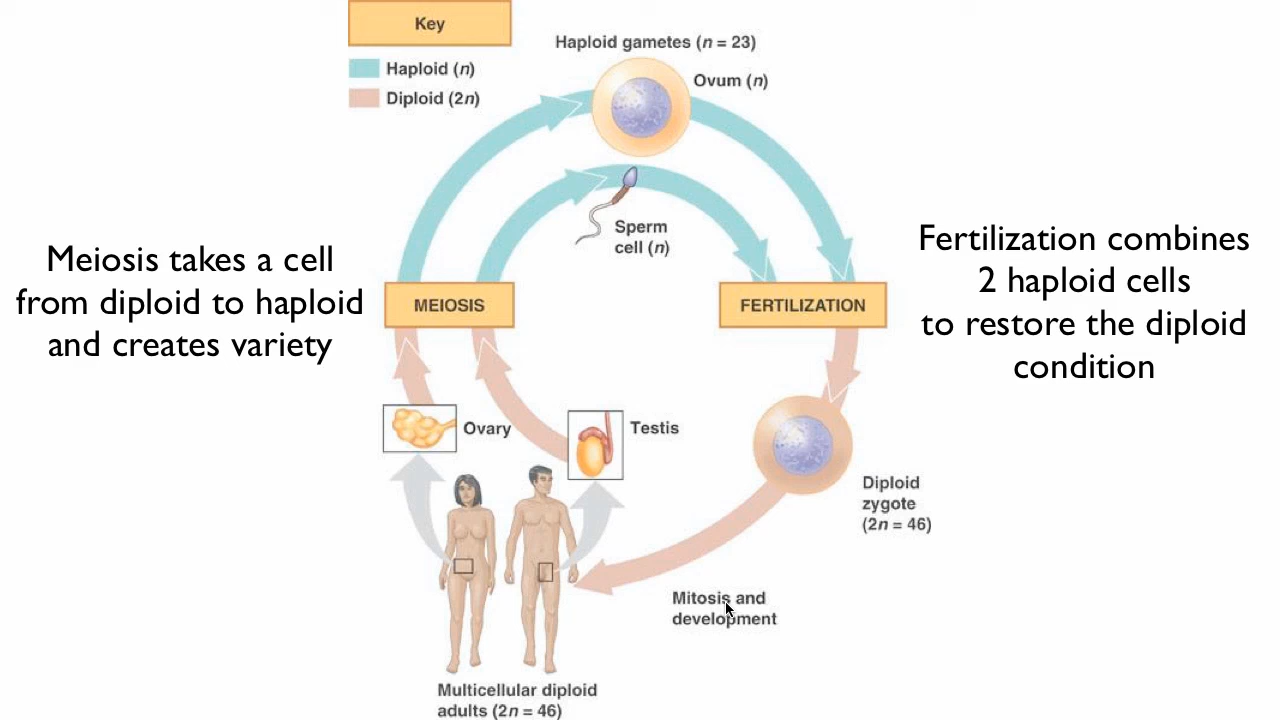 Key
Haploid (n)
Diploid (2n)
Haploid gametes (n = 23)
Ovum (n)
Sperm
cell (n)
Meiosis takes a cell
from diploid to haploid
and creates variety
MEIOSIS
FERTILIZATION
Fertilization combines
2 haploid cells
to restore the diploid
condition
Ovary
Testis
Diploid
zygote
(2n = 46)
Mitosis and
development
Multicellular diploid
adults (2n = 46)